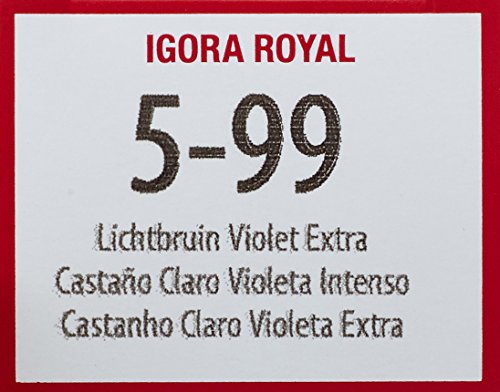 IGORA ROYAL
5-99
Lichtbruin Violet Extra
Castaño Claro Violeta Intenso
Castanho Claro Violeta Extra